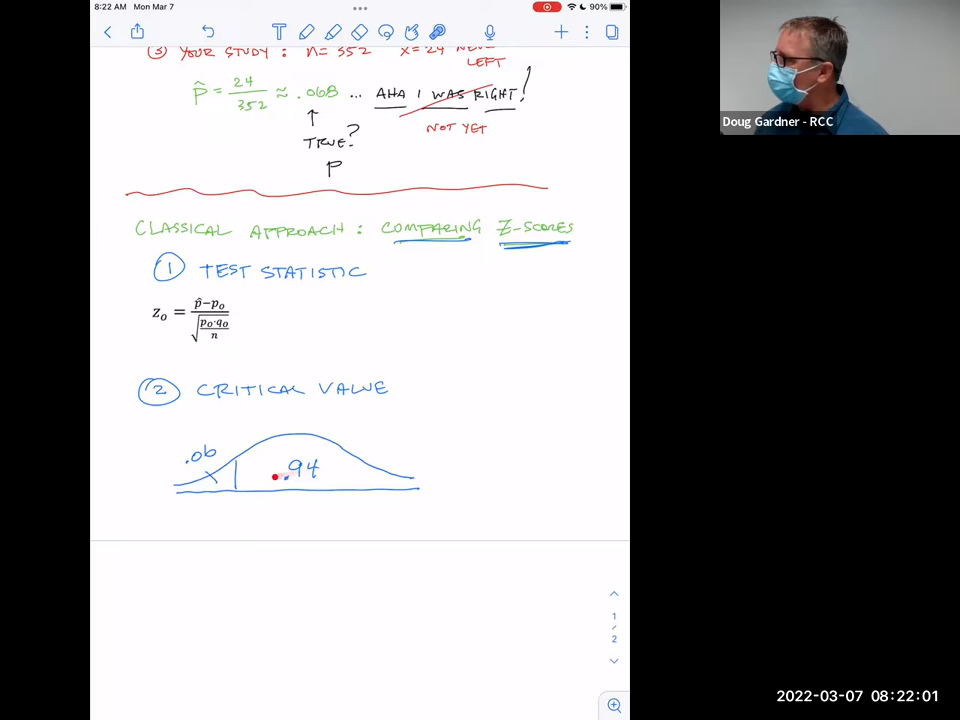 8:22 AM Mon Mar 7
90%
③ YOUR STUDY : n = 352 x = 24 NEVER LEFT
p̂ = 24/352 ≈ .068 ... AHA I WAS RIGHT!
NOT YET
TRUE?
p
Doug Gardner - RCC
CLASSICAL APPROACH : COMPARING Z-SCORES
① TEST STATISTIC
z₀ = (p̂−p₀)/√(p₀·q₀/n)
② CRITICAL VALUE
.06
.94
1
/
2
2022-03-07 08:22:01